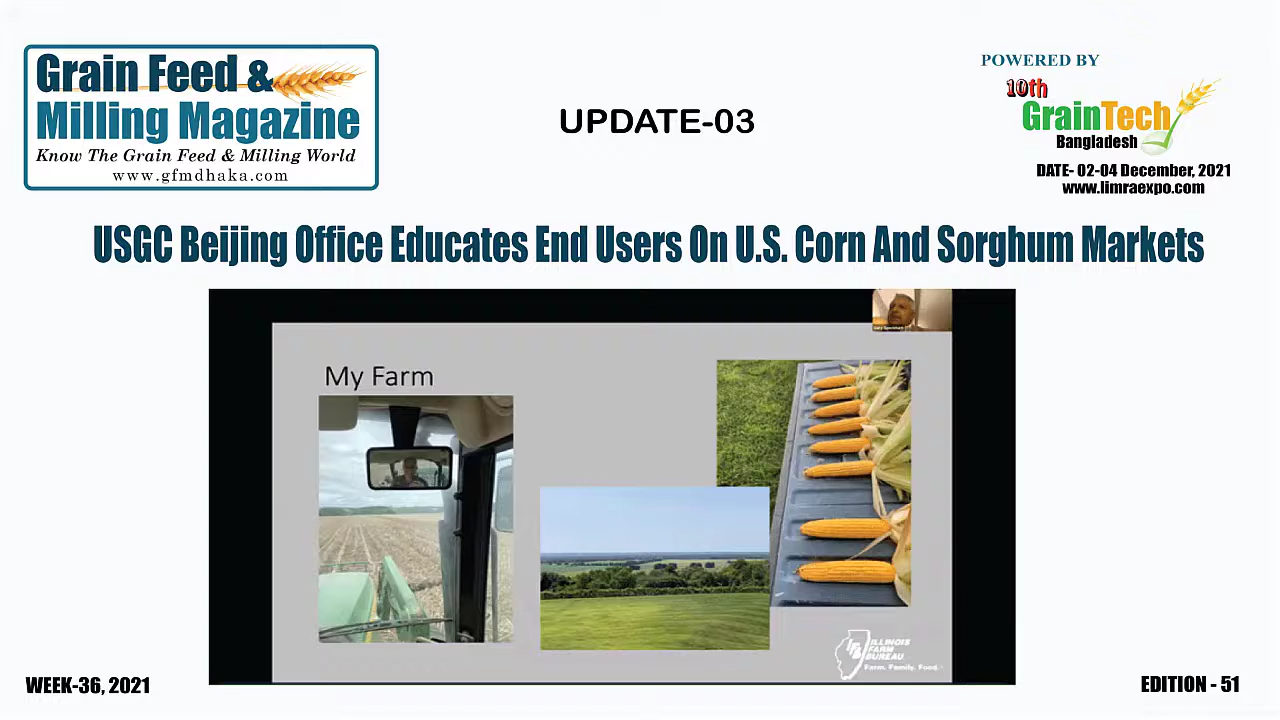 Grain Feed &
Milling Magazine
Know The Grain Feed & Milling World
www.gfmdhaka.com
UPDATE-03
POWERED BY
10th
GrainTech
Bangladesh
DATE- 02-04 December, 2021
www.limraexpo.com
USGC Beijing Office Educates End Users On U.S. Corn And Sorghum Markets
My Farm
ILLINOIS
FARM
BUREAU
Farm. Family. Food.
WEEK-36, 2021
EDITION - 51